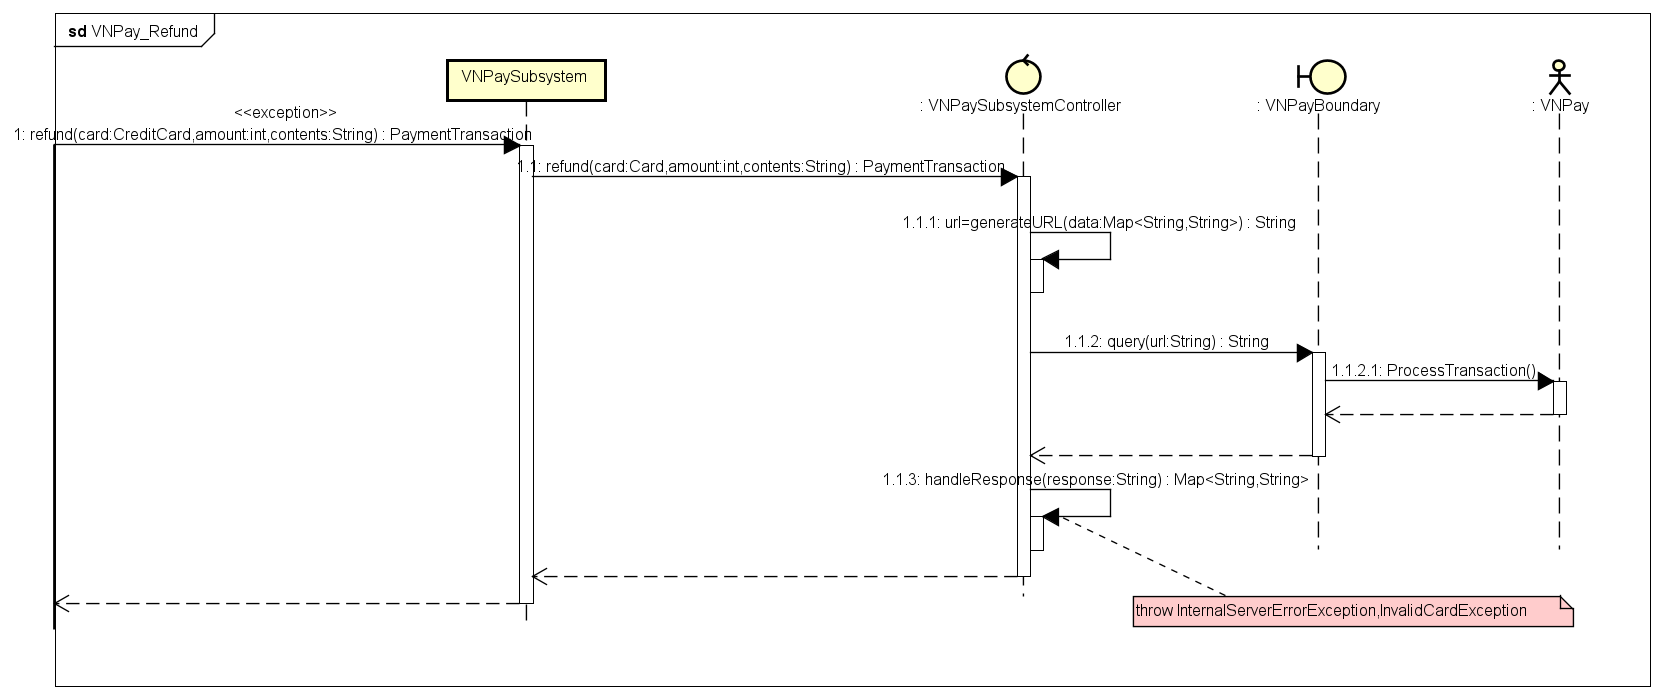 sd VNPay_Refund
VNPaySubsystem
: VNPaySubsystemController
: VNPayBoundary
: VNPay
<<exception>>
1: refund(card:CreditCard,amount:int,contents:String) : PaymentTransaction
1.1: refund(card:Card,amount:int,contents:String) : PaymentTransaction
1.1.1: url=generateURL(data:Map<String,String>) : String
1.1.2: query(url:String) : String
1.1.2.1: ProcessTransaction()
1.1.3: handleResponse(response:String) : Map<String,String>
throw InternalServerErrorException,InvalidCardException